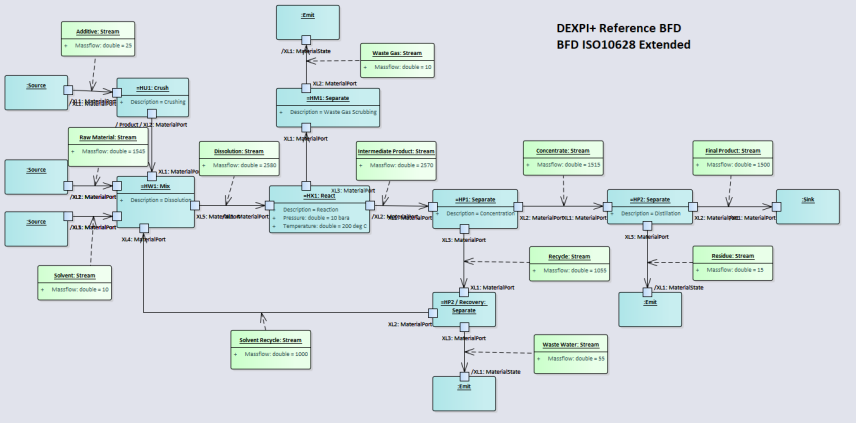 DEXPI+ Reference BFD
BFD ISO10628 Extended
:Emit
/XL1: MaterialState
Additive: Stream
+ Massflow: double = 25
Waste Gas: Stream
+ Massflow: double = 10
XL2: MaterialPort
:Source
=HU1: Crush
+ Description = Crushing
=HM1: Separate
+ Description = Waste Gas Scrubbing
XL1: MaterialPort
Raw Material: Stream
+ Massflow: double = 1545
Dissolution: Stream
+ Massflow: double = 2580
Intermediate Product: Stream
+ Massflow: double = 2570
Concentrate: Stream
+ Massflow: double = 1515
Final Product: Stream
+ Massflow: double = 1500
:Source
XL1: MaterialPort
=HW1: Mix
+ Description = Dissolution
XL3: MaterialPort
=HX1: React
Description = Reaction
+ Pressure: double = 10 bara
+ Temperature: double = 200 deg C
=HP1: Separate
+ Description = Concentration
=HP2: Separate
+ Description = Distillation
:Sink
:Source
XL4: MaterialPort
XL3: MaterialPort
XL3: MaterialPort
Solvent: Stream
+ Massflow: double = 10
Recycle: Stream
+ Massflow: double = 1055
Residue: Stream
+ Massflow: double = 15
XL1: MaterialPort
/XL1: MaterialState
:Emit
=HP2 / Recovery:
Separate
XL2: MaterialPort
XL3: MaterialPort
Solvent Recycle: Stream
+ Massflow: double = 1000
Waste Water: Stream
+ Massflow: double = 55
/XL1: MaterialState
:Emit